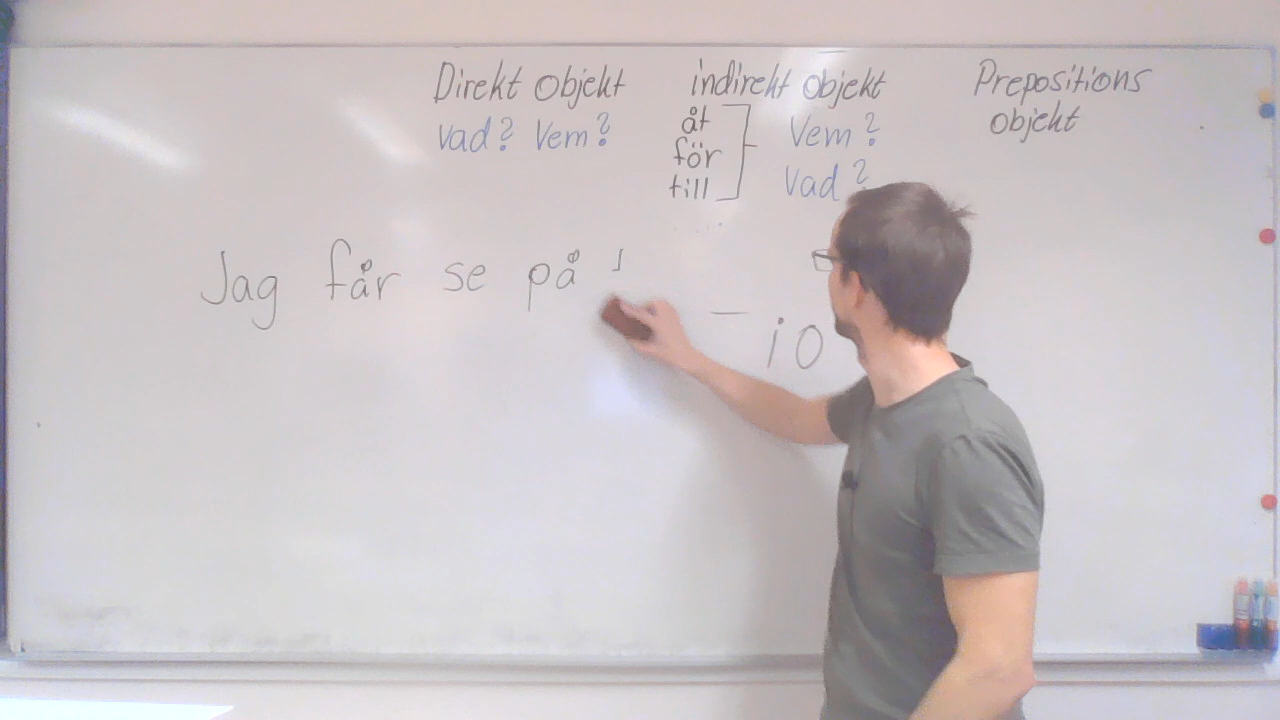 Direkt Objekt
Vad? Vem?
indirekt objekt
åt
för
till
Vem?
Vad?
Prepositions
objekt
Jag får se på
io